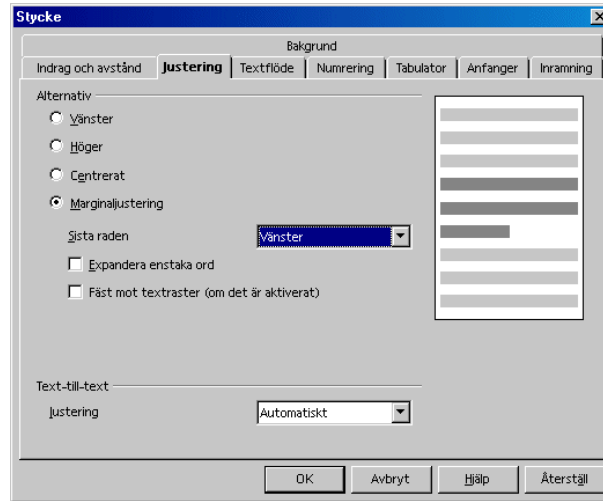 Stycke
Bakgrund
Indrag och avstånd Justering Textflöde Numrering Tabulator Anfanger Inramning
Alternativ
Vänster
Höger
Centrerat
Marginaljustering
Sista raden Vänster
Expandera enstaka ord
Fäst mot textraster (om det är aktiverat)
Text-till-text
Justering Automatiskt
OK Avbryt Hjälp Återställ